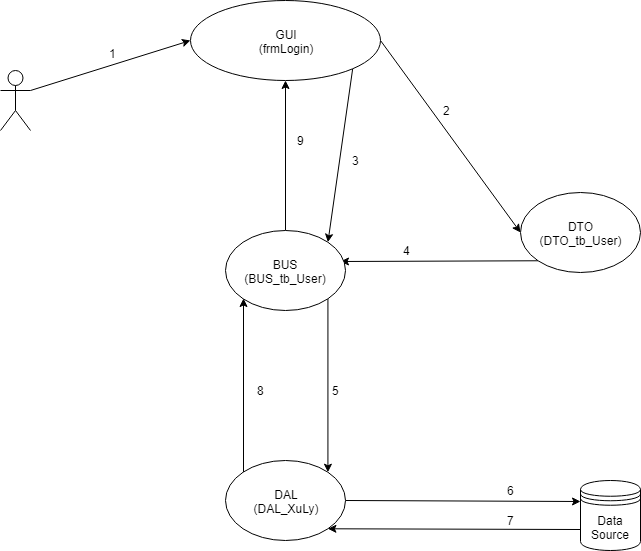 GUI
(frmLogin)
1
2
9
3
DTO
(DTO_tb_User)
4
BUS
(BUS_tb_User)
8
5
DAL
(DAL_XuLy)
6
7
Data
Source